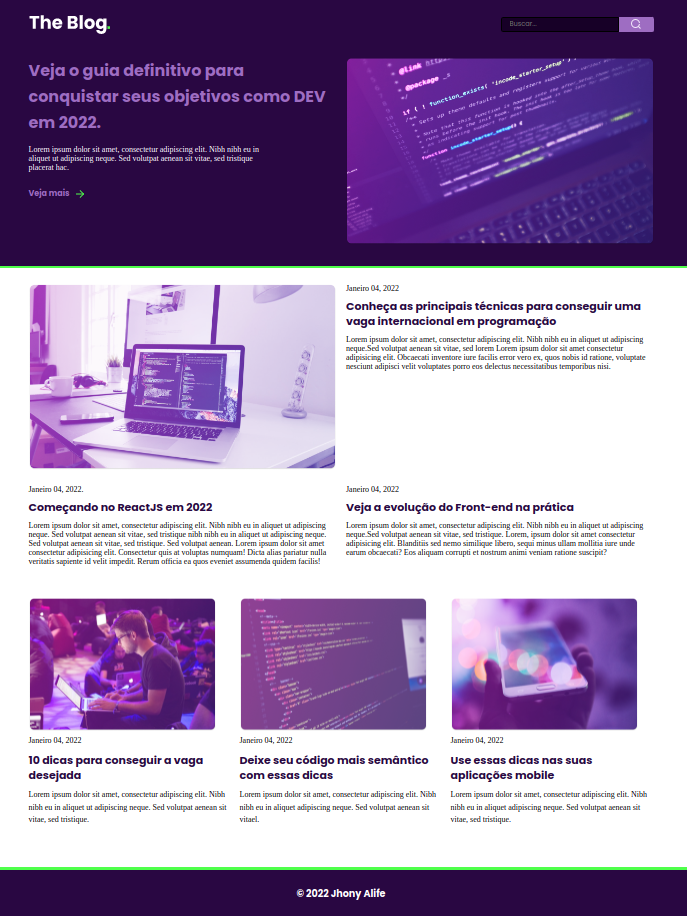 The Blog.
Buscar...
Veja o guia definitivo para
conquistar seus objetivos como DEV
em 2022.
Lorem ipsum dolor sit amet, consectetur adipiscing elit. Nibh nibh eu in
aliquet ut adipiscing neque. Sed volutpat aenean sit vitae, sed tristique
placerat hac.
Veja mais
@link
@package _s
*/
if ( ! function_exists( 'incode_starter_setup' ) )
/**
function incode_starter_setup() {
Janeiro 04, 2022
Conheça as principais técnicas para conseguir uma
vaga internacional em programação
Lorem ipsum dolor sit amet, consectetur adipiscing elit. Nibh nibh eu in aliquet ut adipiscing
neque.Sed volutpat aenean sit vitae, sed lorem Lorem ipsum dolor sit amet consectetur
adipisicing elit. Obcaecati inventore iure facilis error vero ex, quos nobis id ratione, voluptate
nesciunt adipisci velit voluptates porro eos delectus necessitatibus temporibus nisi.
Janeiro 04, 2022.
Começando no ReactJS em 2022
Lorem ipsum dolor sit amet, consectetur adipiscing elit. Nibh nibh eu in aliquet ut adipiscing
neque. Sed volutpat aenean sit vitae, sed tristique nibh nibh eu in aliquet ut adipiscing neque.
Sed volutpat aenean sit vitae, sed tristique. Sed volutpat aenean. Lorem ipsum dolor sit amet
consectetur, adipisicing elit. Consectetur quis at voluptas numquam! Dicta alias pariatur nulla
veritatis sapiente id velit impedit. Rerum officia ea quos eveniet assumenda quidem facilis!
Janeiro 04, 2022
Veja a evolução do Front-end na prática
Lorem ipsum dolor sit amet, consectetur adipiscing elit. Nibh nibh eu in aliquet ut adipiscing
neque.Sed volutpat aenean sit vitae, sed tristique. Lorem, ipsum dolor sit amet consectetur
adipisicing elit. Blanditiis sed nemo similique libero, sequi minus ullam mollitia iure unde
earum obcaecati? Eos aliquam corrupti et nostrum animi veniam ratione suscipit?
Janeiro 04, 2022
10 dicas para conseguir a vaga
desejada
Lorem ipsum dolor sit amet, consectetur adipiscing elit. Nibh
nibh eu in aliquet ut adipiscing neque. Sed volutpat aenean sit
vitae, sed tristique.
Janeiro 04, 2022
Deixe seu código mais semântico
com essas dicas
Lorem ipsum dolor sit amet, consectetur adipiscing elit. Nibh
nibh eu in aliquet ut adipiscing neque. Sed volutpat aenean sit
vitael.
Janeiro 04, 2022
Use essas dicas nas suas
aplicações mobile
Lorem ipsum dolor sit amet, consectetur adipiscing elit. Nibh
nibh eu in aliquet ut adipiscing neque. Sed volutpat aenean sit
vitae, sed tristique.
© 2022 Jhony Alife